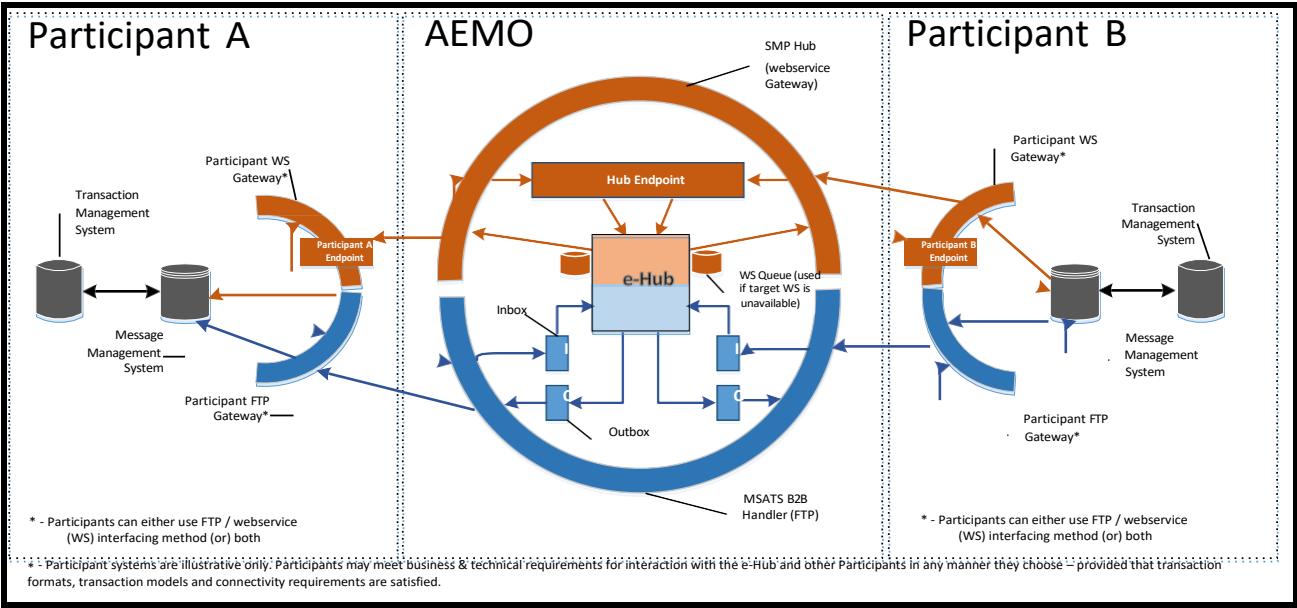 Participant A
AEMO
Participant B
SMP Hub
(webservice
Gateway)
Participant WS
Gateway*
Transaction
Management
System
Participant A
Endpoint
Message
Management
System
Participant FTP
Gateway*
* - Participants can either use FTP / webservice
(WS) interfacing method (or) both
Hub Endpoint
e-Hub
WS Queue (used
if target WS is
unavailable)
Inbox
I
I
O
O
Outbox
MSATS B2B
Handler (FTP)
Participant WS
Gateway*
Transaction
Management
System
Participant B
Endpoint
Message
Management
System
Participant FTP
Gateway*
* - Participants can either use FTP / webservice
(WS) interfacing method (or) both
* - Participant systems are illustrative only. Participants may meet business & technical requirements for interaction with the e-Hub and other Participants in any manner they choose – provided that transaction
formats, transaction models and connectivity requirements are satisfied.